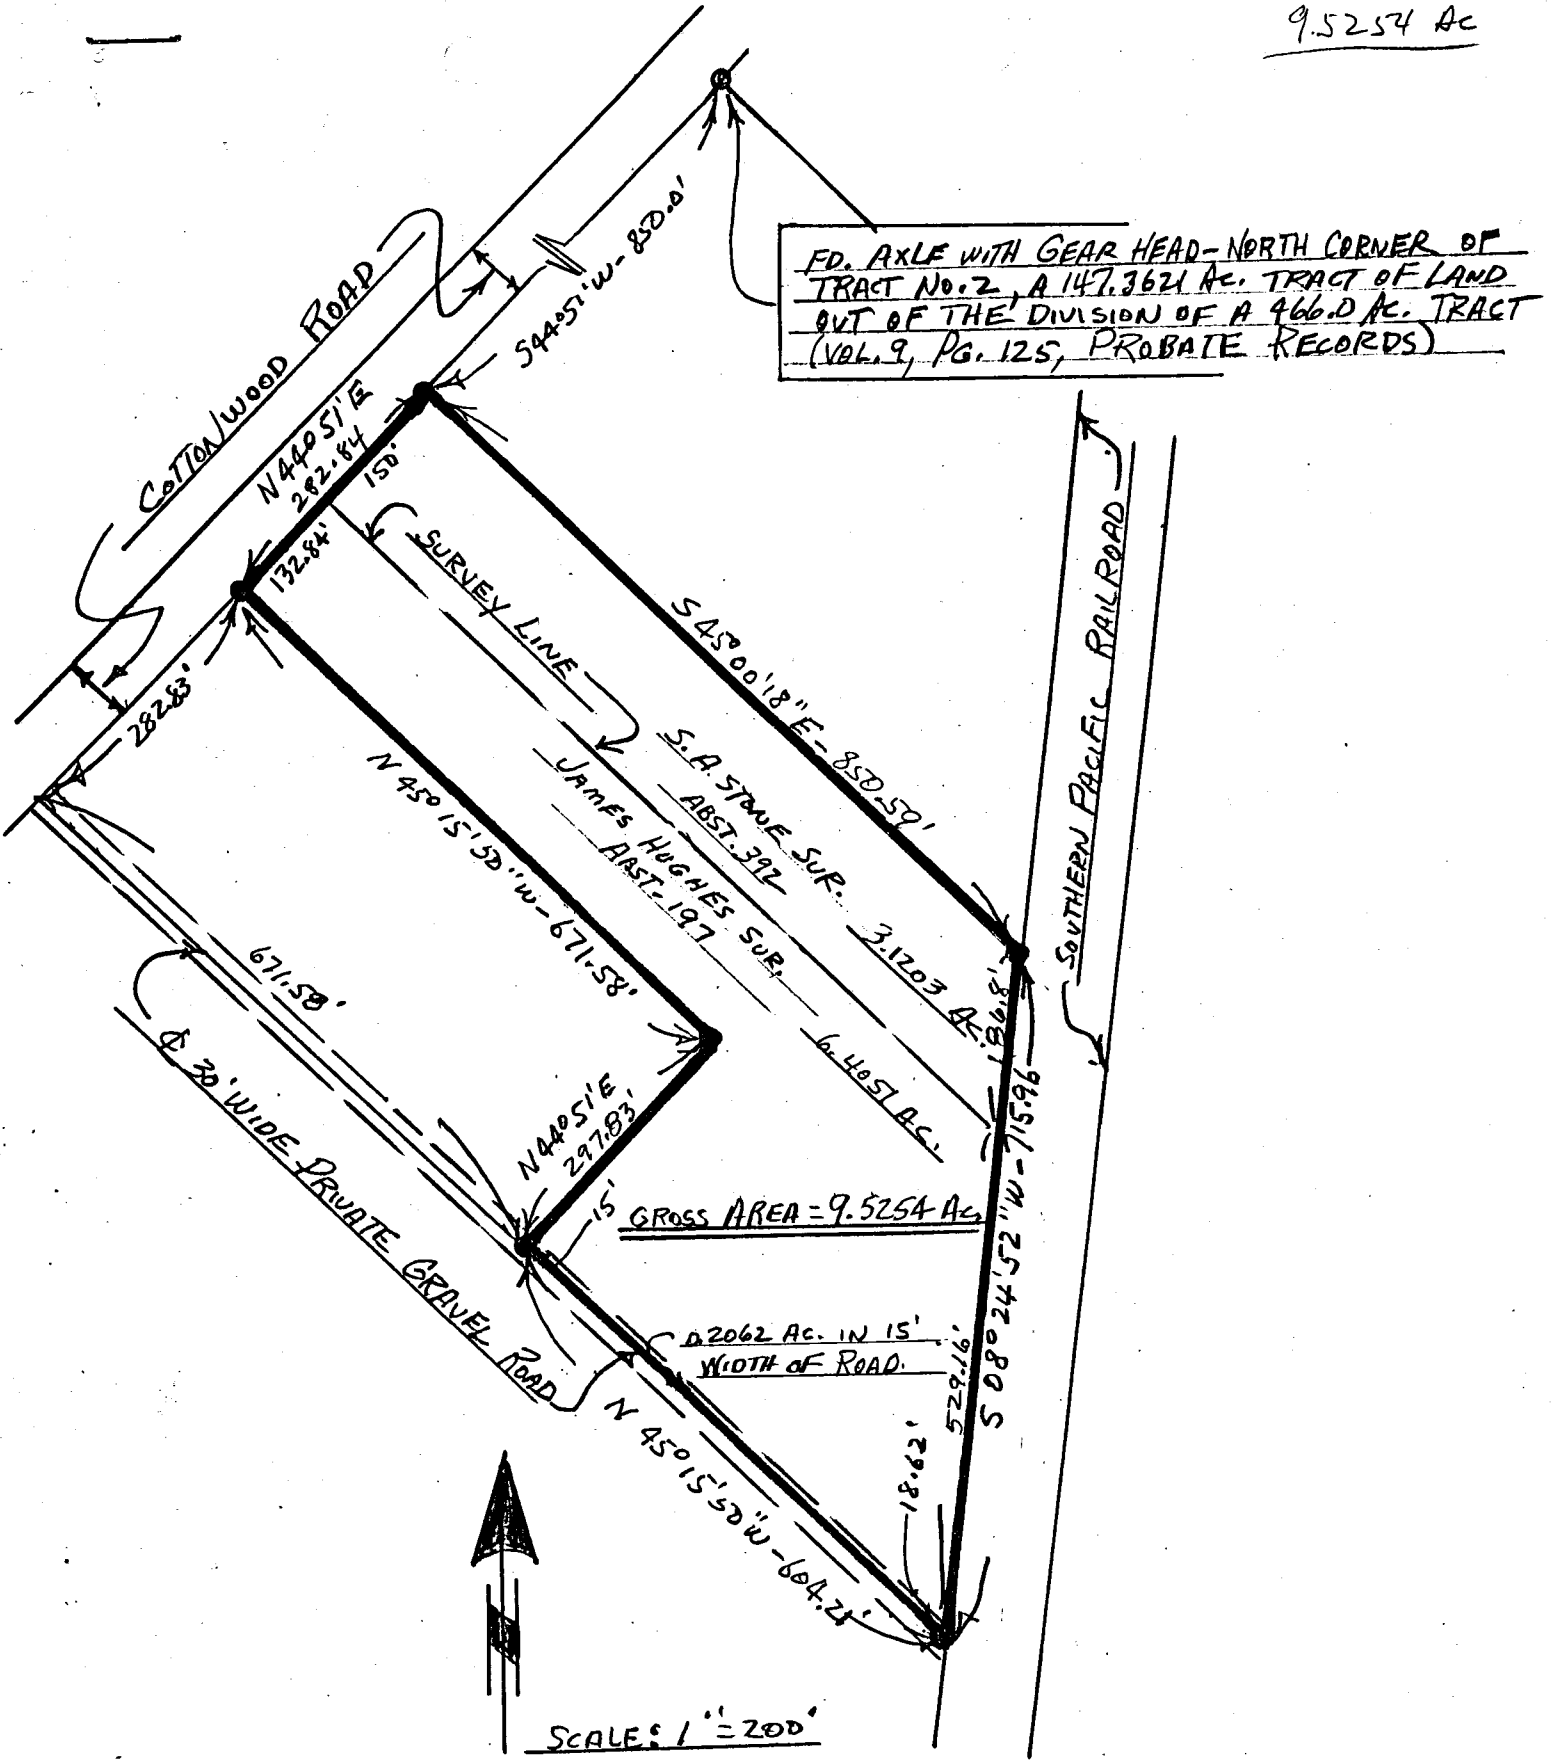 9.5254 AC
FD. AXLE WITH GEAR HEAD-NORTH CORNER OF
TRACT NO.2, A 147.3621 AC. TRACT OF LAND
OUT OF THE DIVISION OF A 466.0 AC. TRACT
(VOL. 9, PG. 125, PROBATE RECORDS)
S44°51'W-850.0'
COTTONWOOD ROAD
N44°51'E
282.84
150'
132.84'
SURVEY LINE
282.83'
S45°00'18"E-850.59'
SOUTHERN PACIFIC RAILROAD
S.A. STONE SUR.
ABST. 392
3.1203 AC.
JAMES HUGHES SUR.
ABST-197
6.4051 AC.
N45°15'50"W-671.58'
671.58'
186.8'
S08°24'52"W-715.96
529.16'
₵ 30' WIDE PRIVATE GRAVEL ROAD
N44°51'E
297.83'
15'
GROSS AREA=9.5254 AC.
0.2062 AC. IN 15'
WIDTH OF ROAD.
18.62'
N45°15'50"W-604.21'
SCALE: 1"=200'